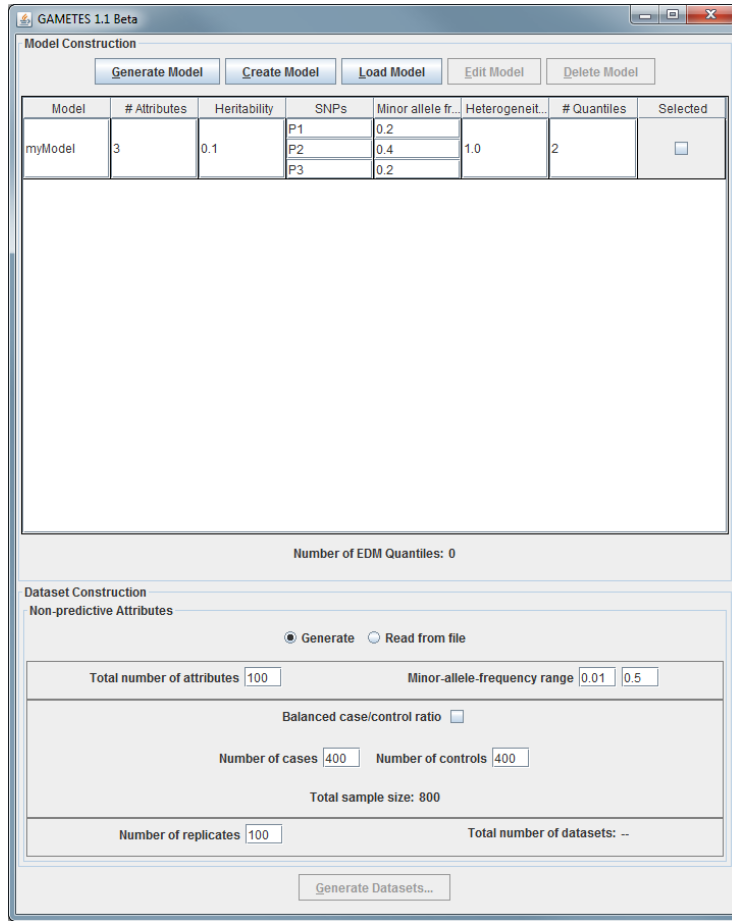 GAMETES 1.1 Beta
Model Construction
Generate Model Create Model Load Model Edit Model Delete Model
Model # Attributes Heritability SNPs Minor allele fr... Heterogeneit... # Quantiles Selected
P1 0.2
myModel 3 0.1 P2 0.4 1.0 2
P3 0.2
Number of EDM Quantiles: 0
Dataset Construction
Non-predictive Attributes
Generate Read from file
Total number of attributes 100 Minor-allele-frequency range 0.01 0.5
Balanced case/control ratio
Number of cases 400 Number of controls 400
Total sample size: 800
Number of replicates 100 Total number of datasets: --
Generate Datasets...